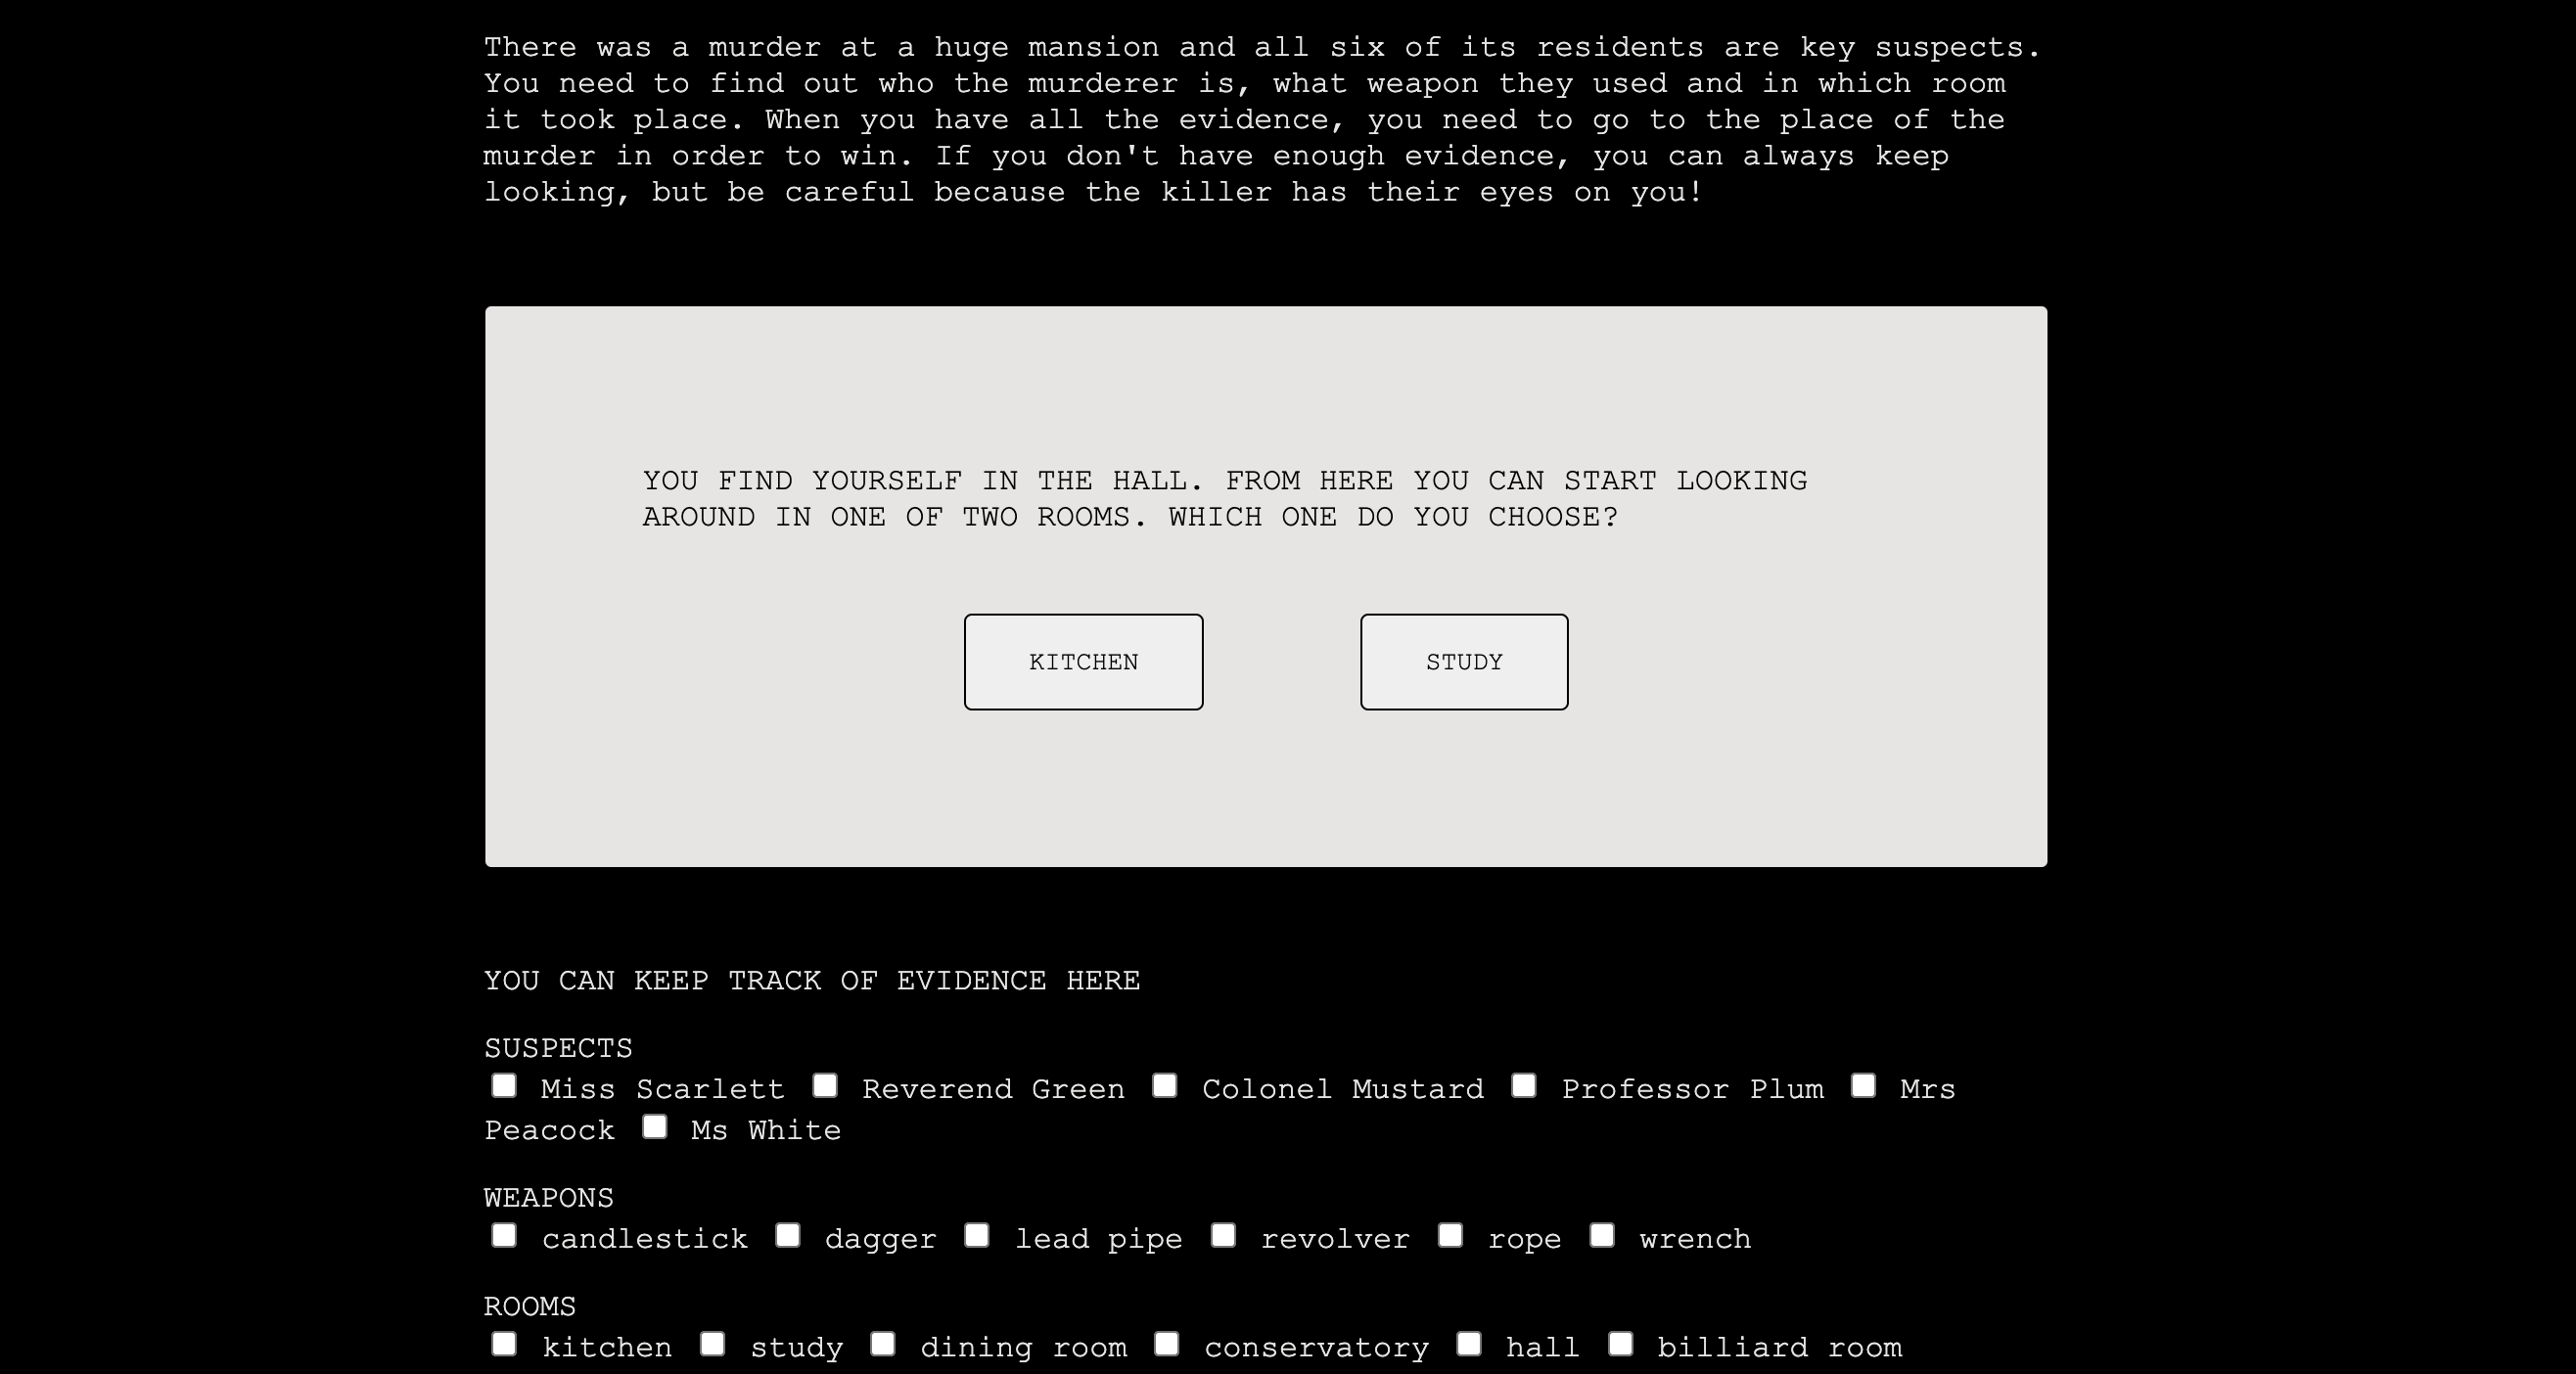 There was a murder at a huge mansion and all six of its residents are key suspects.
You need to find out who the murderer is, what weapon they used and in which room
it took place. When you have all the evidence, you need to go to the place of the
murder in order to win. If you don't have enough evidence, you can always keep
looking, but be careful because the killer has their eyes on you!
YOU FIND YOURSELF IN THE HALL. FROM HERE YOU CAN START LOOKING
AROUND IN ONE OF TWO ROOMS. WHICH ONE DO YOU CHOOSE?
KITCHEN STUDY
YOU CAN KEEP TRACK OF EVIDENCE HERE
SUSPECTS
Miss Scarlett Reverend Green Colonel Mustard Professor Plum Mrs
Peacock Ms White
WEAPONS
candlestick dagger lead pipe revolver rope wrench
ROOMS
kitchen study dining room conservatory hall billiard room